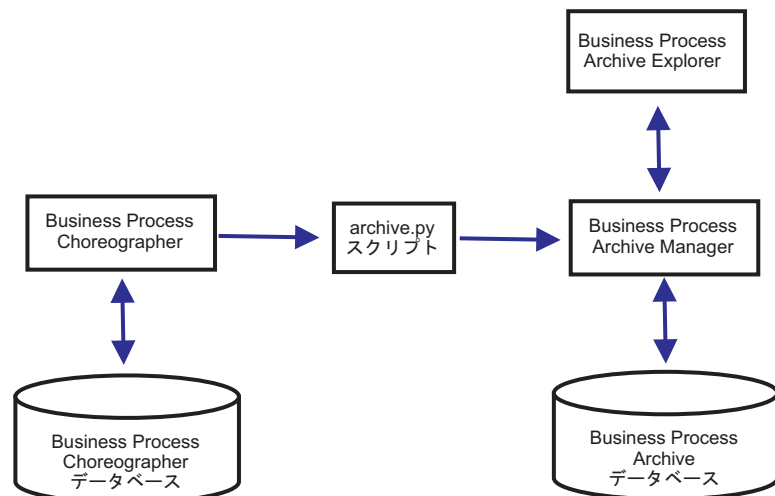 Business Process
Archive Explorer
Business Process
Choreographer
archive.py
スクリプト
Business Process
Archive Manager
Business Process
Choreographer
データベース
Business Process
Archive
データベース